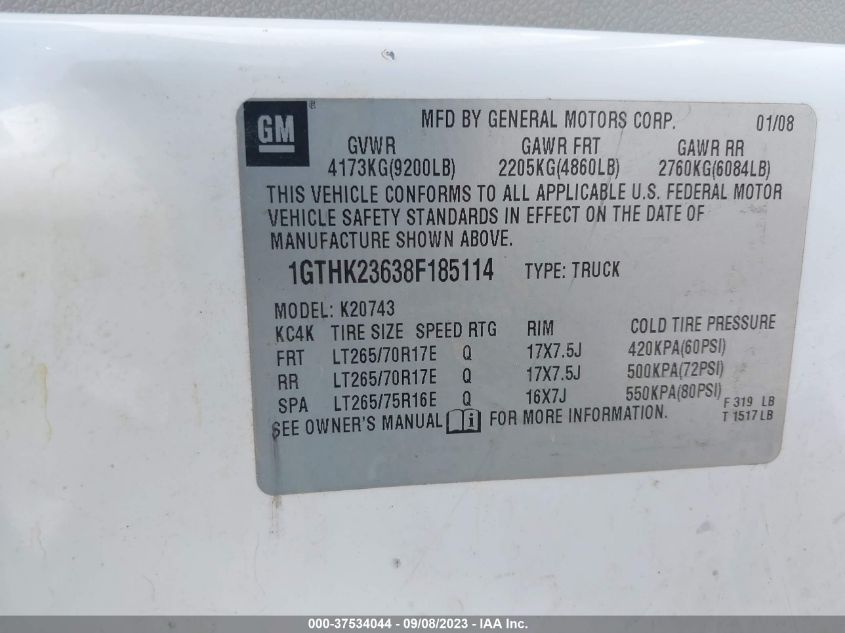 GM ® MFD BY GENERAL MOTORS CORP. 01/08
GVWR GAWR FRT GAWR RR
4173KG(9200LB) 2205KG(4860LB) 2760KG(6084LB)
THIS VEHICLE CONFORMS TO ALL APPLICABLE U.S. FEDERAL MOTOR
VEHICLE SAFETY STANDARDS IN EFFECT ON THE DATE OF
MANUFACTURE SHOWN ABOVE.
1GTHK23638F185114 TYPE: TRUCK
MODEL: K20743
KC4K TIRE SIZE SPEED RTG RIM COLD TIRE PRESSURE
FRT LT265/70R17E Q 17X7.5J 420KPA(60PSI)
RR LT265/70R17E Q 17X7.5J 500KPA(72PSI)
SPA LT265/75R16E Q 16X7J 550KPA(80PSI)
F 319 LB
SEE OWNER'S MANUAL i FOR MORE INFORMATION. T 1517 LB
000-37534044 - 09/08/2023 - © IAA Inc.